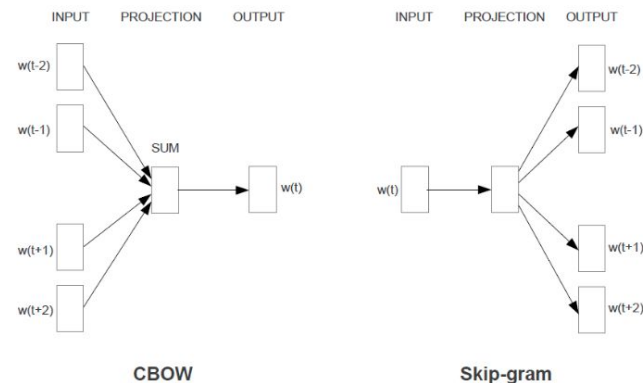 INPUT PROJECTION OUTPUT
w(t-2)
w(t-1)
SUM
w(t)
w(t+1)
w(t+2)
CBOW
INPUT PROJECTION OUTPUT
w(t-2)
w(t-1)
w(t)
w(t+1)
w(t+2)
Skip-gram